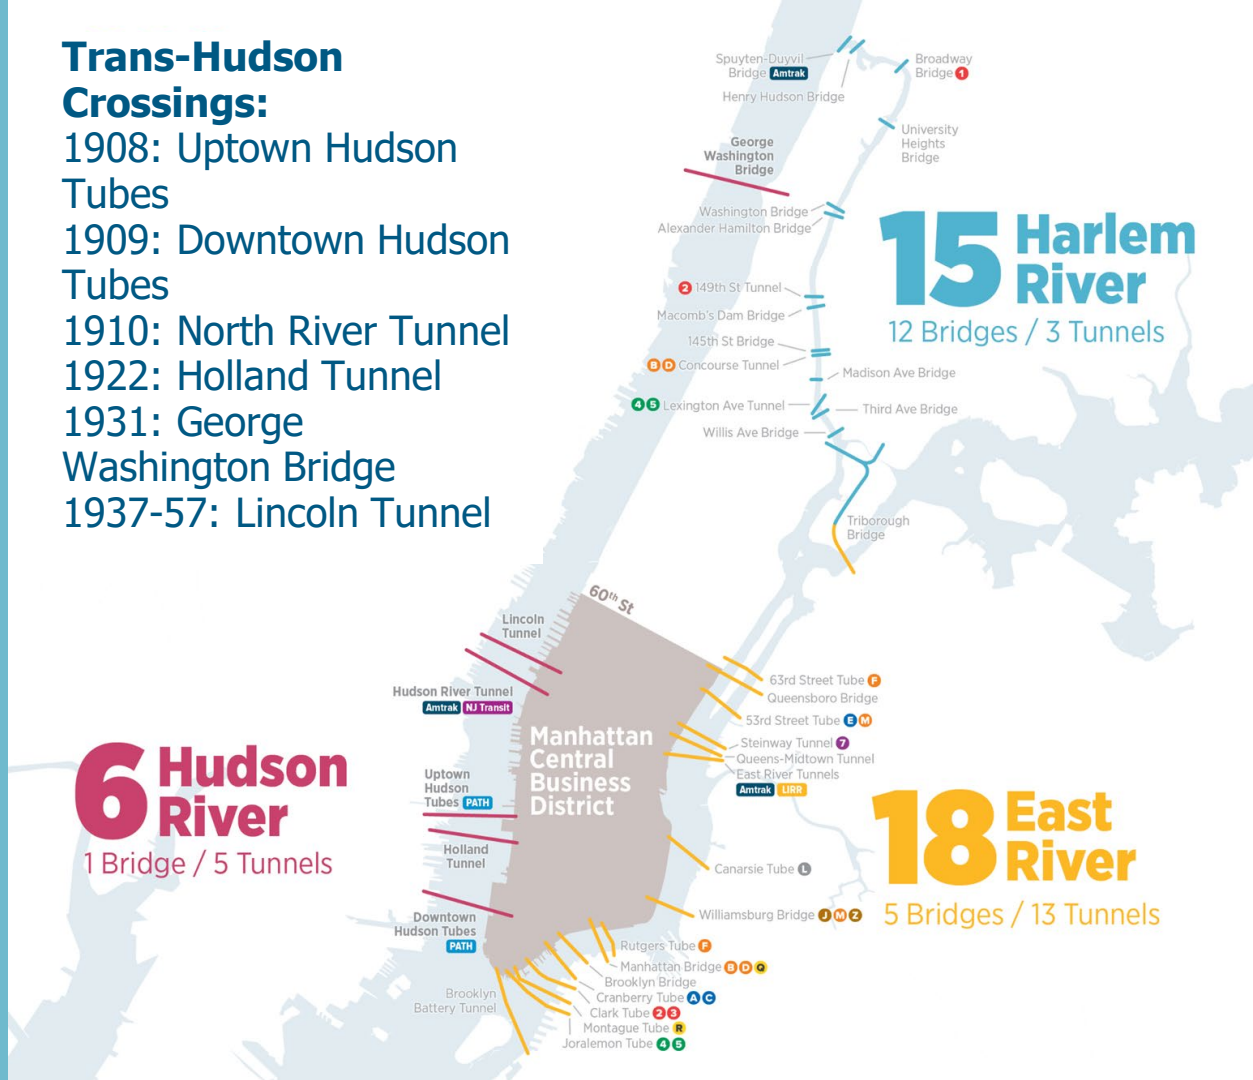 Trans-Hudson
Crossings:
1908: Uptown Hudson
Tubes
1909: Downtown Hudson
Tubes
1910: North River Tunnel
1922: Holland Tunnel
1931: George
Washington Bridge
1937-57: Lincoln Tunnel
Spuyten-Duyvil
Bridge Amtrak
Henry Hudson Bridge
Broadway
Bridge 1
University
Heights
Bridge
George
Washington
Bridge
Washington Bridge
Alexander Hamilton Bridge
15 Harlem
River
12 Bridges / 3 Tunnels
2 149th St Tunnel
Macomb's Dam Bridge
145th St Bridge
B D Concourse Tunnel
Madison Ave Bridge
4 5 Lexington Ave Tunnel
Third Ave Bridge
Willis Ave Bridge
Triborough
Bridge
60th St
Lincoln
Tunnel
Hudson River Tunnel
Amtrak NJ Transit
63rd Street Tube F
Queensboro Bridge
53rd Street Tube E M
Steinway Tunnel 7
Queens-Midtown Tunnel
East River Tunnels
Amtrak LIRR
Manhattan
Central
Business
District
6 Hudson
River
1 Bridge / 5 Tunnels
Uptown
Hudson
Tubes PATH
Holland
Tunnel
Downtown
Hudson Tubes
PATH
18 East
River
5 Bridges / 13 Tunnels
Canarsie Tube L
Williamsburg Bridge J M Z
Rutgers Tube F
Manhattan Bridge B D Q
Brooklyn Bridge
Cranberry Tube A C
Clark Tube 2 3
Montague Tube R
Joralemon Tube 4 5
Brooklyn
Battery Tunnel